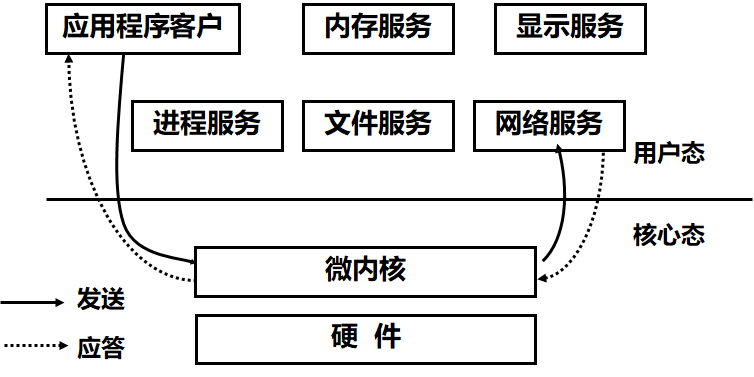 应用程序客户
内存服务
显示服务
进程服务
文件服务
网络服务
用户态
核心态
微内核
发送
硬 件
应答